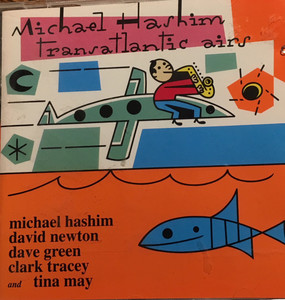 Michael Hashim
transatlantic airs
michael hashim
david newton
dave green
clark tracey
and tina may